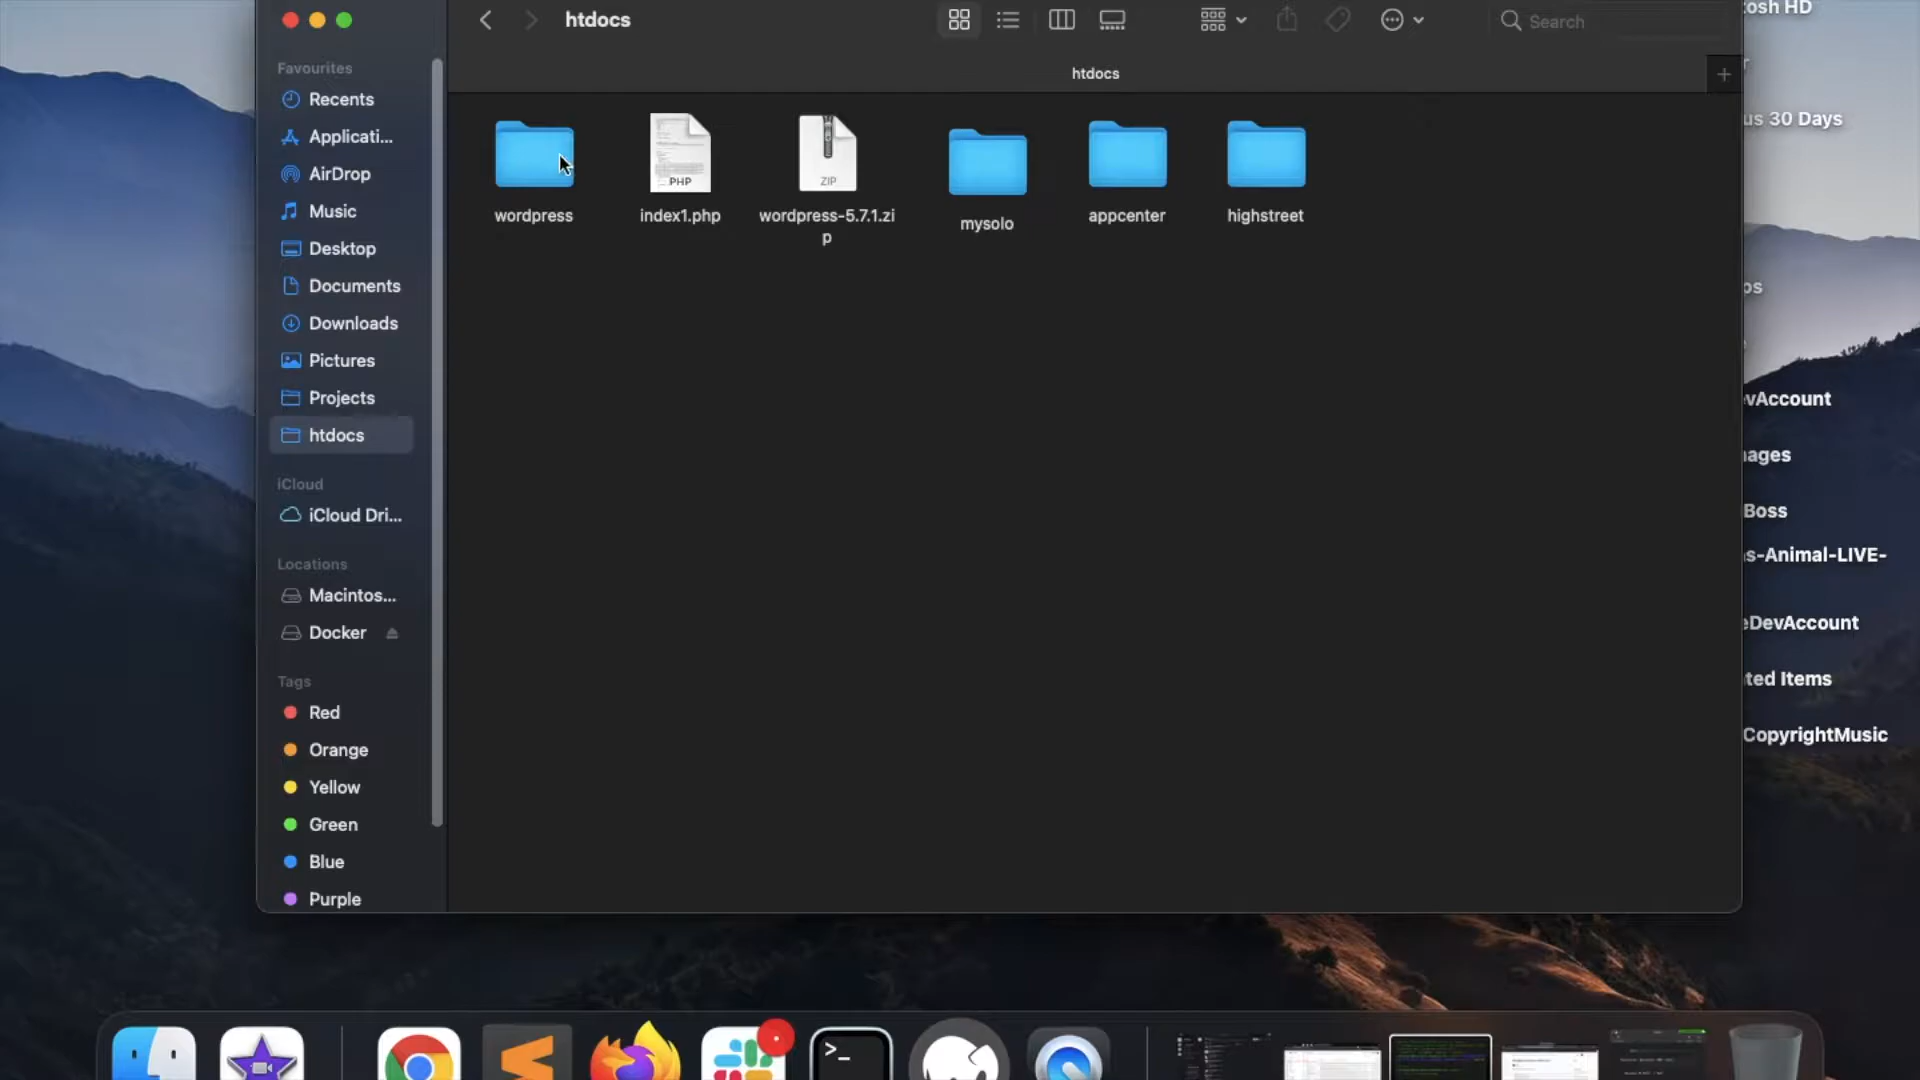 htdocs
Search
htdocs
Favourites
Recents
Applicati...
AirDrop
Music
Desktop
Documents
Downloads
Pictures
Projects
htdocs
iCloud
iCloud Dri...
Locations
Macintos...
Docker
Tags
Red
Orange
Yellow
Green
Blue
Purple
wordpress
PHP
index1.php
ZIP
wordpress-5.7.1.zi
p
mysolo
appcenter
highstreet
tosh HD
us 30 Days
vAccount
ages
Boss
s-Animal-LIVE-
eDevAccount
ted Items
CopyrightMusic